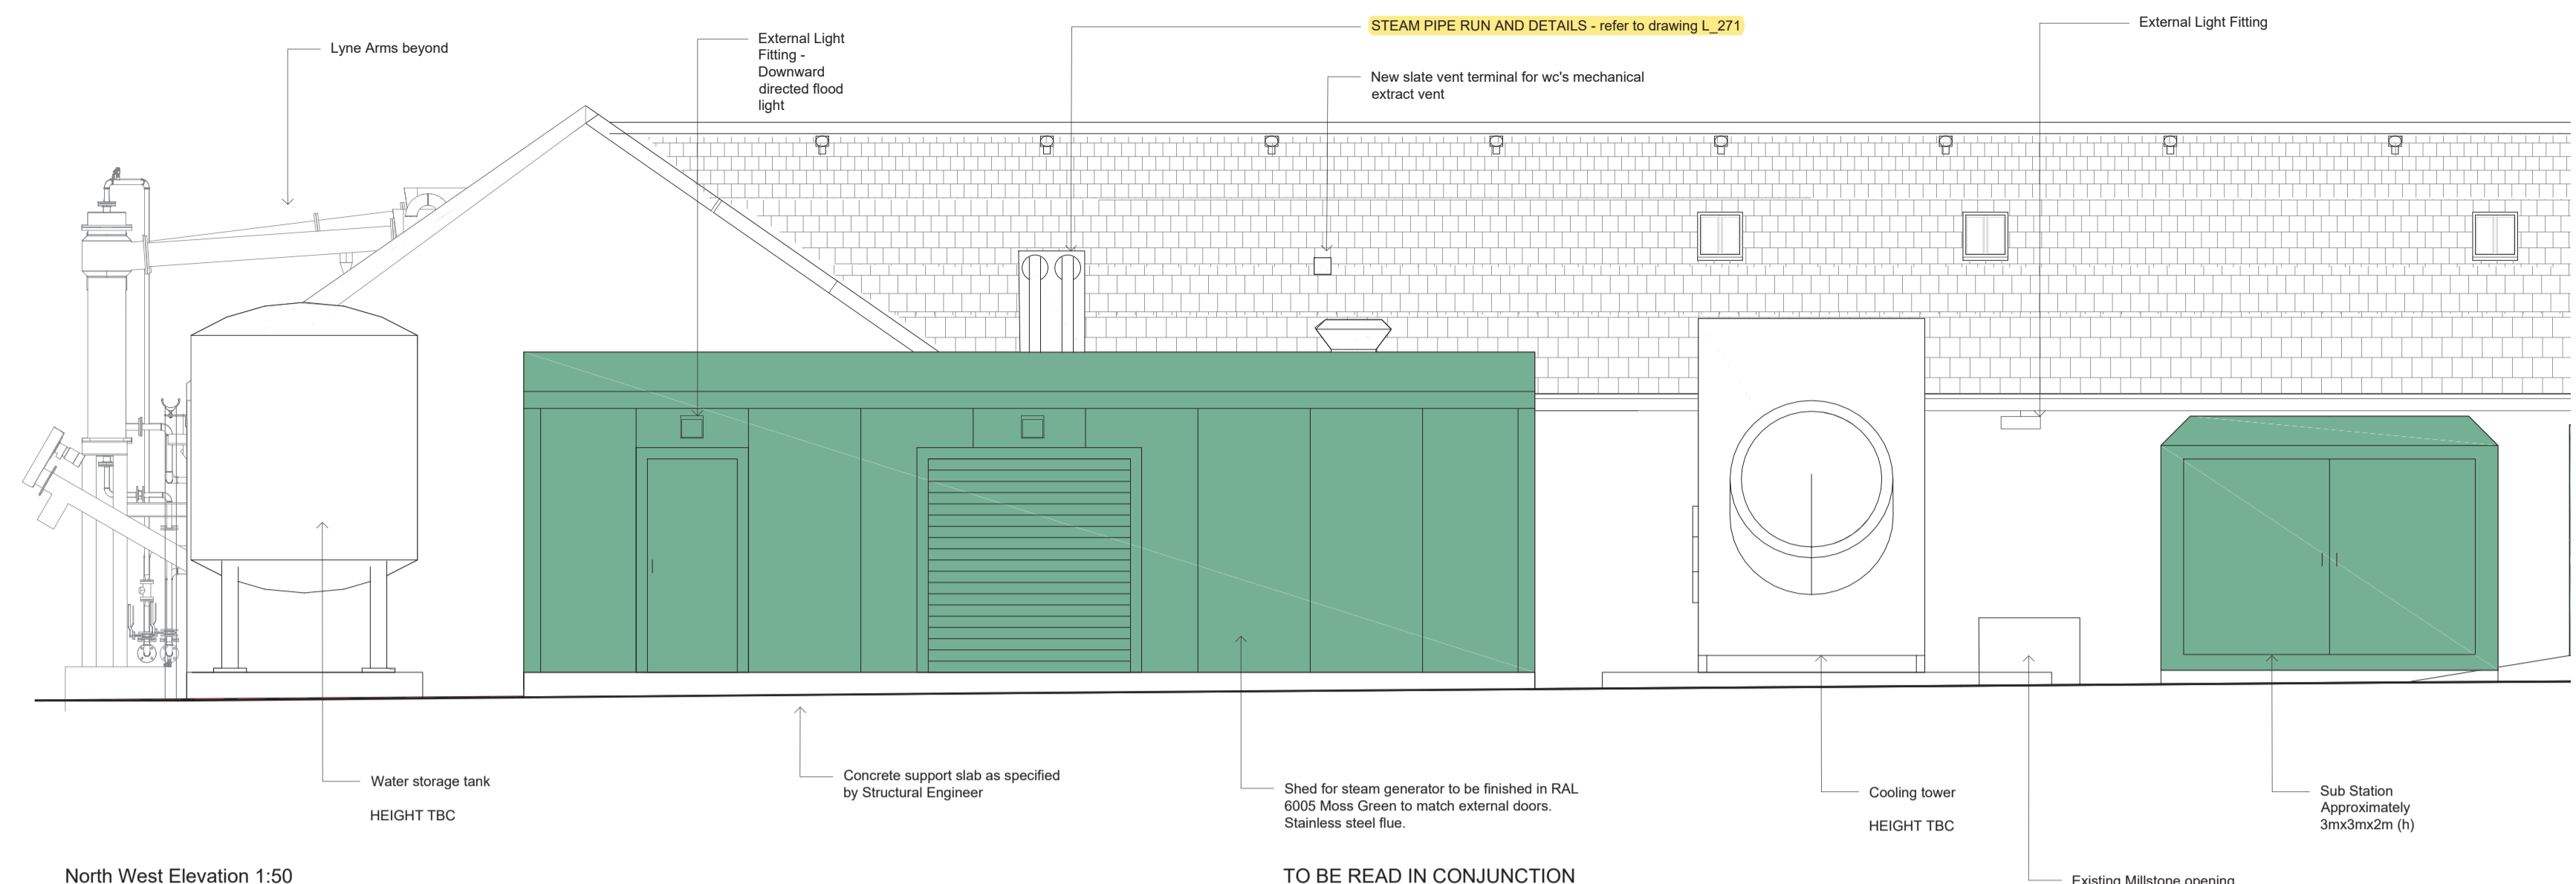 Lyne Arms beyond
External Light
Fitting -
Downward
directed flood
light
STEAM PIPE RUN AND DETAILS - refer to drawing L_271
New slate vent terminal for wc's mechanical
extract vent
External Light Fitting
Water storage tank
HEIGHT TBC
Concrete support slab as specified
by Structural Engineer
Shed for steam generator to be finished in RAL
6005 Moss Green to match external doors.
Stainless steel flue.
Cooling tower
HEIGHT TBC
Sub Station
Approximately
3mx3mx2m (h)
Existing Millstone opening
North West Elevation 1:50
TO BE READ IN CONJUNCTION